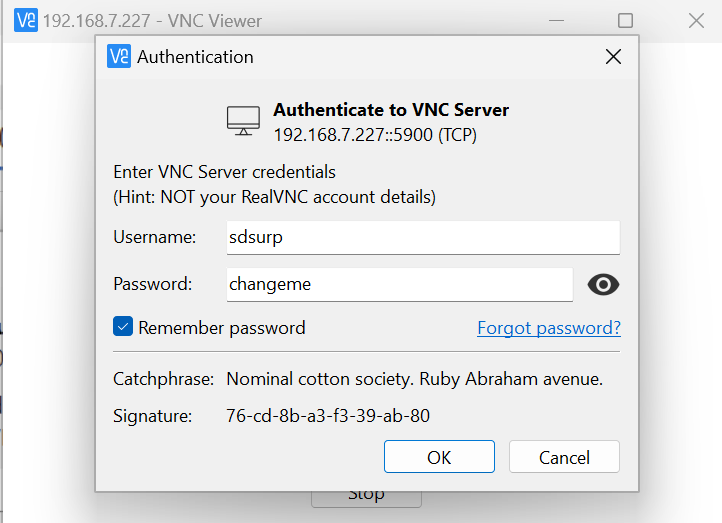 192.168.7.227 - VNC Viewer
Authentication
Authenticate to VNC Server
192.168.7.227::5900 (TCP)
Enter VNC Server credentials
(Hint: NOT your RealVNC account details)
Username: sdsurp
Password: changeme
Remember password Forgot password?
Catchphrase: Nominal cotton society. Ruby Abraham avenue.
Signature: 76-cd-8b-a3-f3-39-ab-80
OK Cancel
Stop